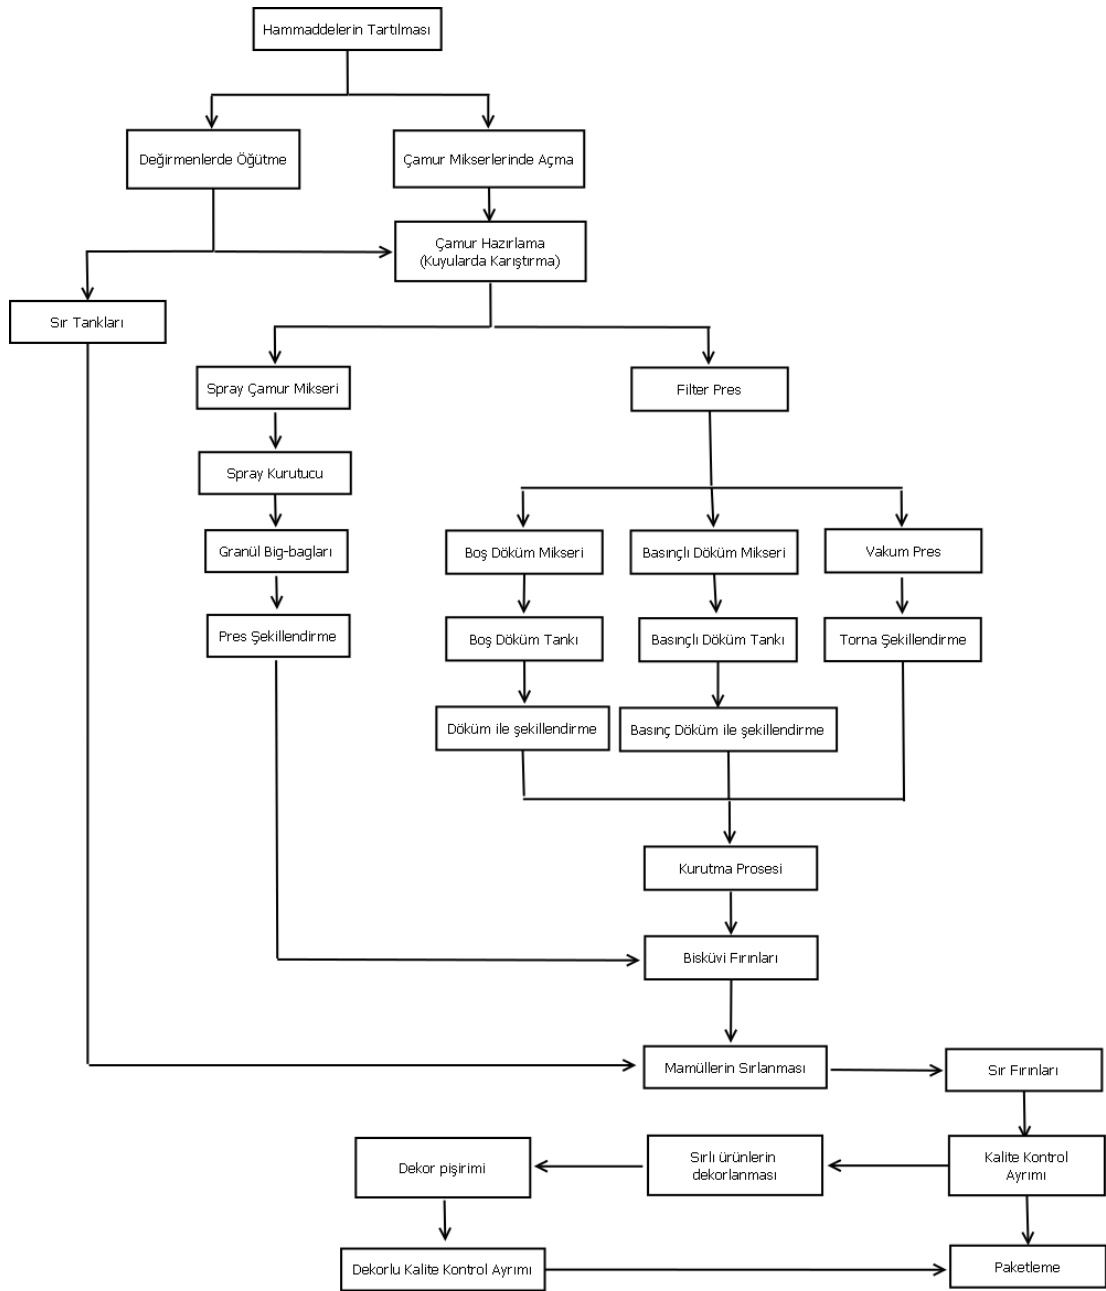 Hammaddelerin Tartılması
Değirmenlerde Öğütme
Çamur Mikserlerinde Açma
Çamur Hazırlama
(Kuyularda Karıştırma)
Sır Tankları
Spray Çamur Mikseri
Filter Pres
Spray Kurutucu
Granül Big-bagları
Boş Döküm Mikseri
Basınçlı Döküm Mikseri
Vakum Pres
Pres Şekillendirme
Boş Döküm Tankı
Basınçlı Döküm Tankı
Torna Şekillendirme
Döküm ile şekillendirme
Basınç Döküm ile şekillendirme
Kurutma Prosesi
Bisküvi Fırınları
Mamüllerin Sırlanması
Sır Fırınları
Dekor pişirimi
Sırlı ürünlerin
dekorlanması
Kalite Kontrol
Ayrımı
Dekorlu Kalite Kontrol Ayrımı
Paketleme